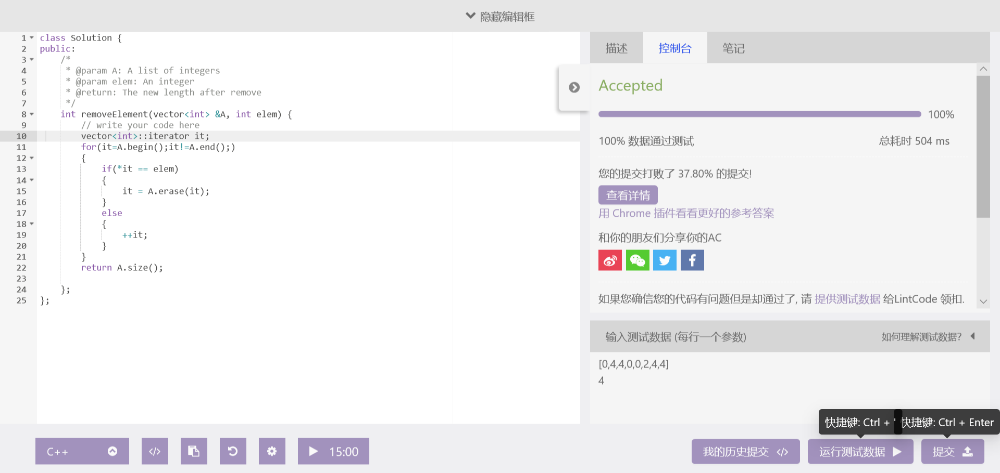 隐藏编辑框
1 class Solution {
2 public:
3     /*
4      * @param A: A list of integers
5      * @param elem: An integer
6      * @return: The new length after remove
7      */
8     int removeElement(vector<int> &A, int elem) {
9         // write your code here
10         vector<int>::iterator it;
11         for(it=A.begin();it!=A.end();)
12         {
13             if(*it == elem)
14             {
15                 it = A.erase(it);
16             }
17             else
18             {
19                 ++it;
20             }
21         }
22         return A.size();
23
24     };
25 };
描述 控制台 笔记
Accepted
100%
100% 数据通过测试 总耗时 504 ms
您的提交打败了 37.80% 的提交!
查看详情
用 Chrome 插件看看更好的参考答案
和你的朋友们分享你的AC
如果您确信您的代码有问题但是却通过了, 请 提供测试数据 给LintCode 领扣.
输入测试数据 (每行一个参数) 如何理解测试数据?
[0,4,4,0,0,2,4,4]
4
快捷键: Ctrl + ' 快捷键: Ctrl + Enter
C++ 15:00 我的历史提交 运行测试数据 提交